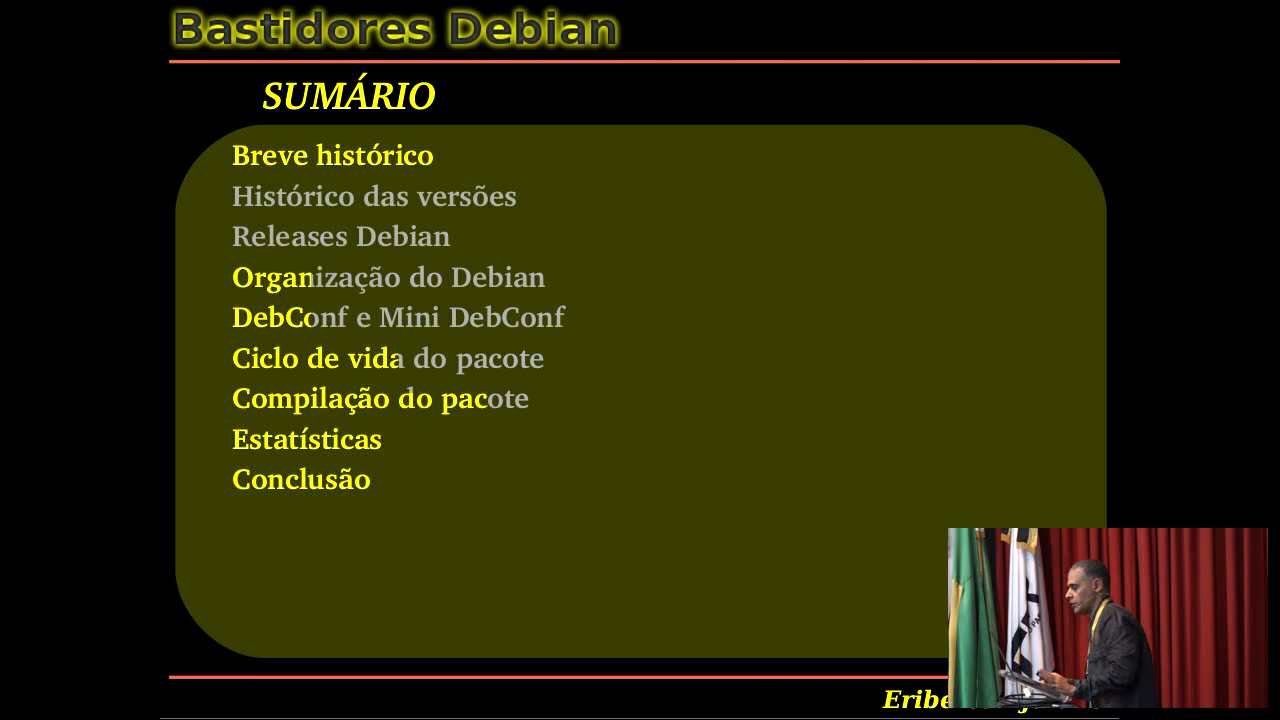 Bastidores Debian
SUMÁRIO
Breve histórico
Histórico das versões
Releases Debian
Organização do Debian
DebConf e Mini DebConf
Ciclo de vida do pacote
Compilação do pacote
Estatísticas
Conclusão